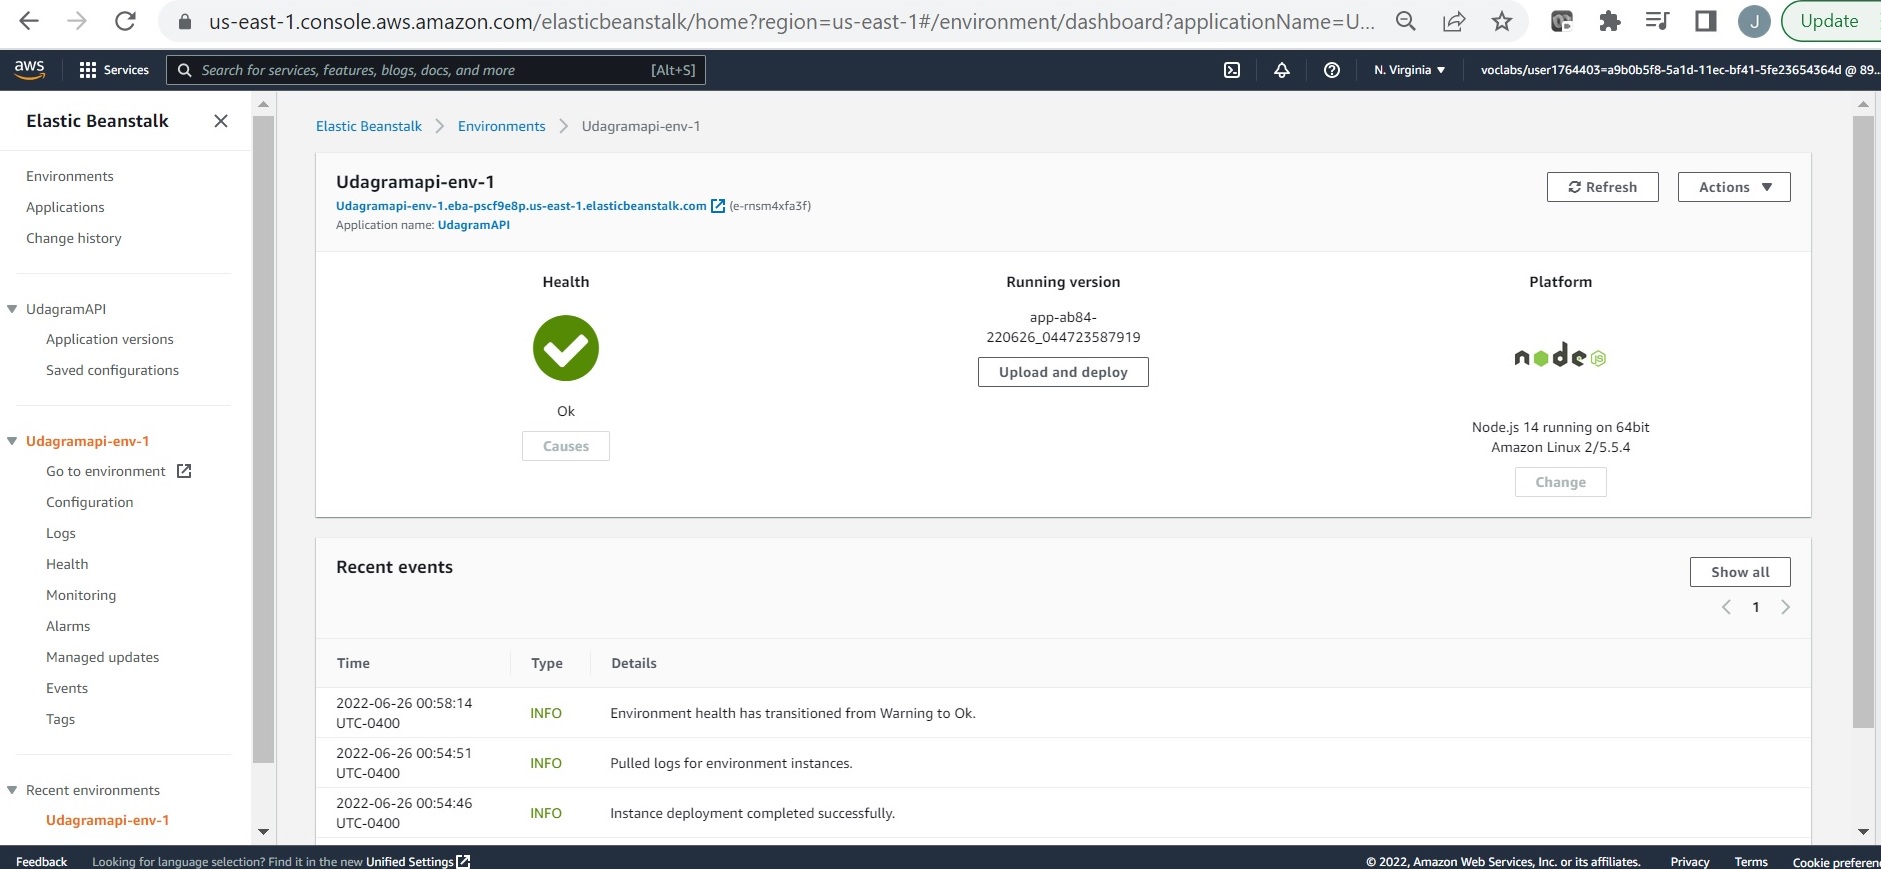 us-east-1.console.aws.amazon.com/elasticbeanstalk/home?region=us-east-1#/environment/dashboard?applicationName=U...
J
Update
aws
Services
Search for services, features, blogs, docs, and more
[Alt+S]
N. Virginia
voclabs/user1764403=a9b0b5f8-5a1d-11ec-bf41-5fe23654364d @ 89...
Elastic Beanstalk
Environments
Applications
Change history
UdagramAPI
Application versions
Saved configurations
Udagramapi-env-1
Go to environment
Configuration
Logs
Health
Monitoring
Alarms
Managed updates
Events
Tags
Recent environments
Udagramapi-env-1
Elastic Beanstalk > Environments > Udagramapi-env-1
Udagramapi-env-1
Udagramapi-env-1.eba-pscf9e8p.us-east-1.elasticbeanstalk.com (e-rnsm4xfa3f)
Application name: UdagramAPI
Refresh
Actions
Health
Ok
Causes
Running version
app-ab84-
220626_044723587919
Upload and deploy
Platform
node
JS
Node.js 14 running on 64bit
Amazon Linux 2/5.5.4
Change
Recent events
Show all
1
Time Type Details
2022-06-26 00:58:14
UTC-0400
INFO
Environment health has transitioned from Warning to Ok.
2022-06-26 00:54:51
UTC-0400
INFO
Pulled logs for environment instances.
2022-06-26 00:54:46
UTC-0400
INFO
Instance deployment completed successfully.
Feedback
Looking for language selection? Find it in the new Unified Settings
© 2022, Amazon Web Services, Inc. or its affiliates.
Privacy
Terms
Cookie preferen